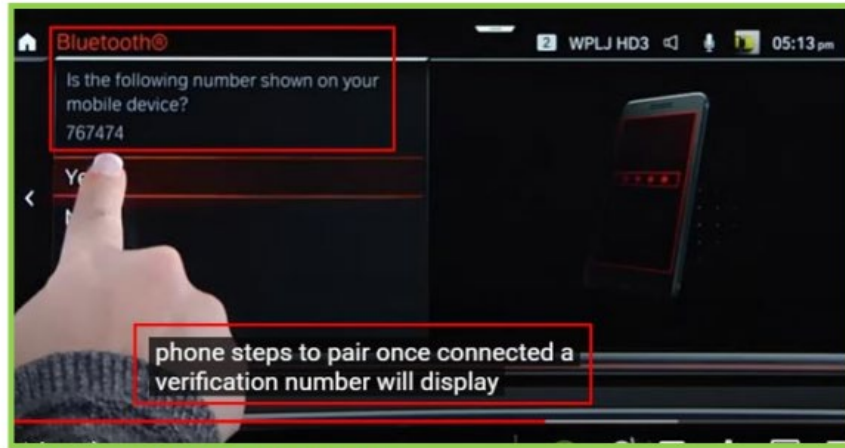 Bluetooth®
2 WPLJ HD3 05:13 pm
Is the following number shown on your
mobile device?
767474
phone steps to pair once connected a
verification number will display